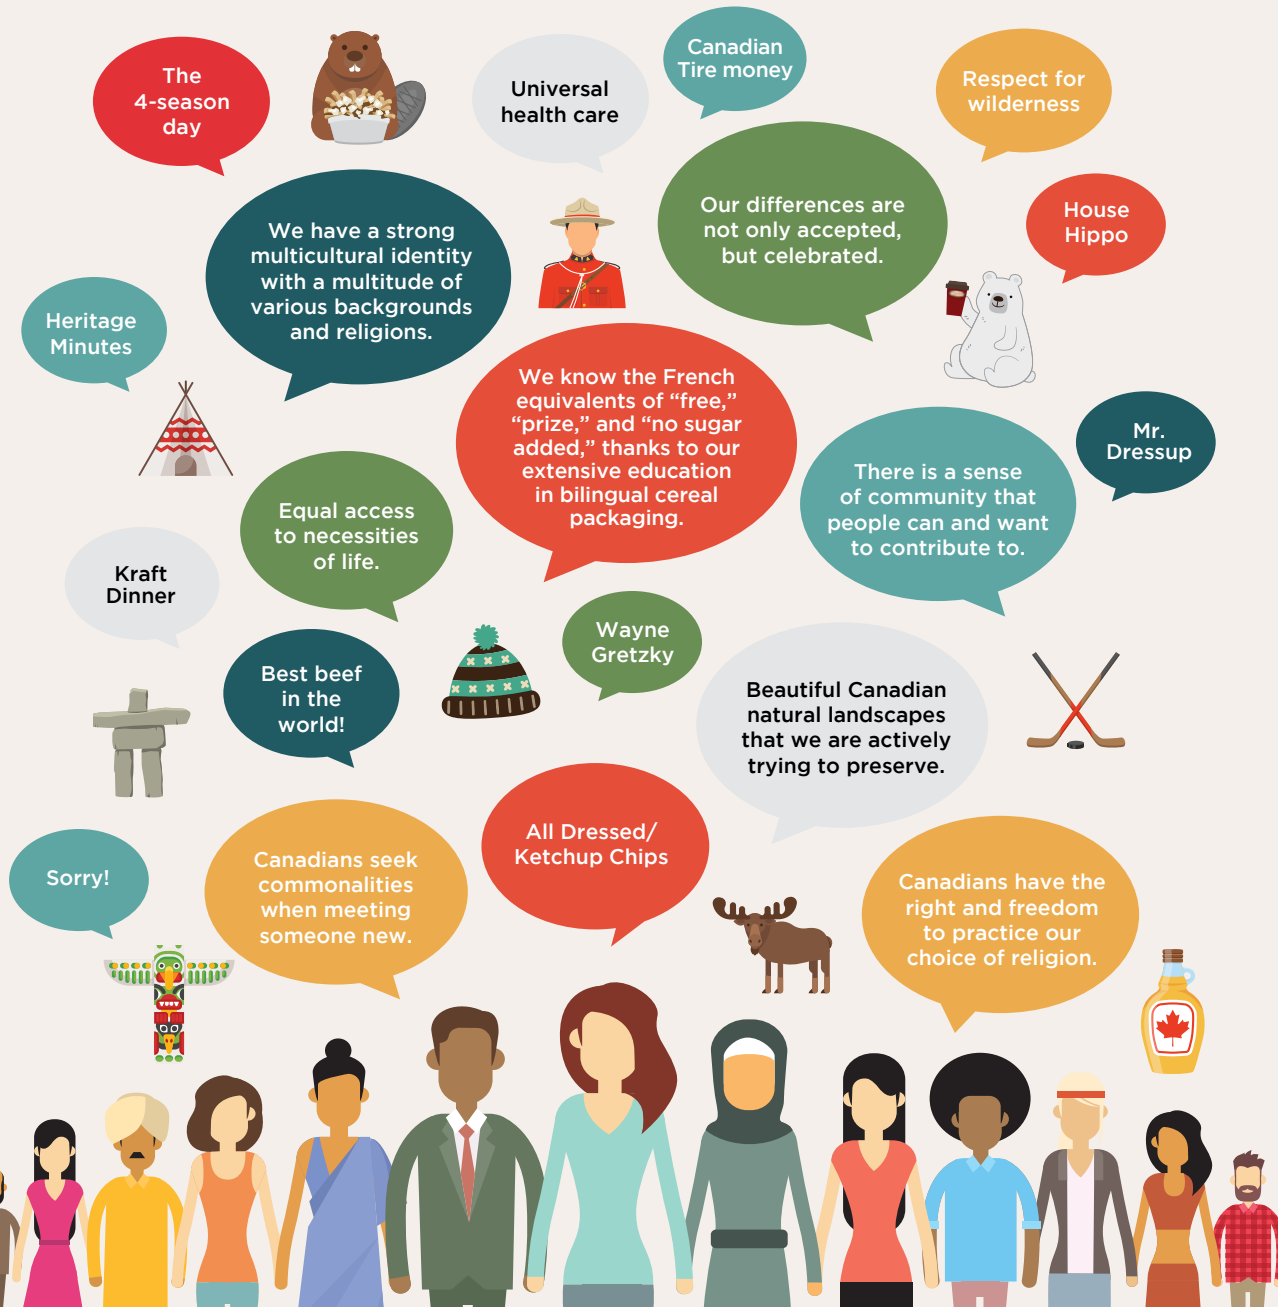 The
4-season
day
Universal
health care
Canadian
Tire money
Respect for
wilderness
We have a strong
multicultural identity
with a multitude of
various backgrounds
and religions.
Our differences are
not only accepted,
but celebrated.
House
Hippo
Heritage
Minutes
We know the French
equivalents of “free,”
“prize,” and “no sugar
added,” thanks to our
extensive education
in bilingual cereal
packaging.
Mr.
Dressup
There is a sense
of community that
people can and want
to contribute to.
Equal access
to necessities
of life.
Kraft
Dinner
Wayne
Gretzky
Best beef
in the
world!
Beautiful Canadian
natural landscapes
that we are actively
trying to preserve.
All Dressed/
Ketchup Chips
Sorry!
Canadians seek
commonalities
when meeting
someone new.
Canadians have the
right and freedom
to practice our
choice of religion.